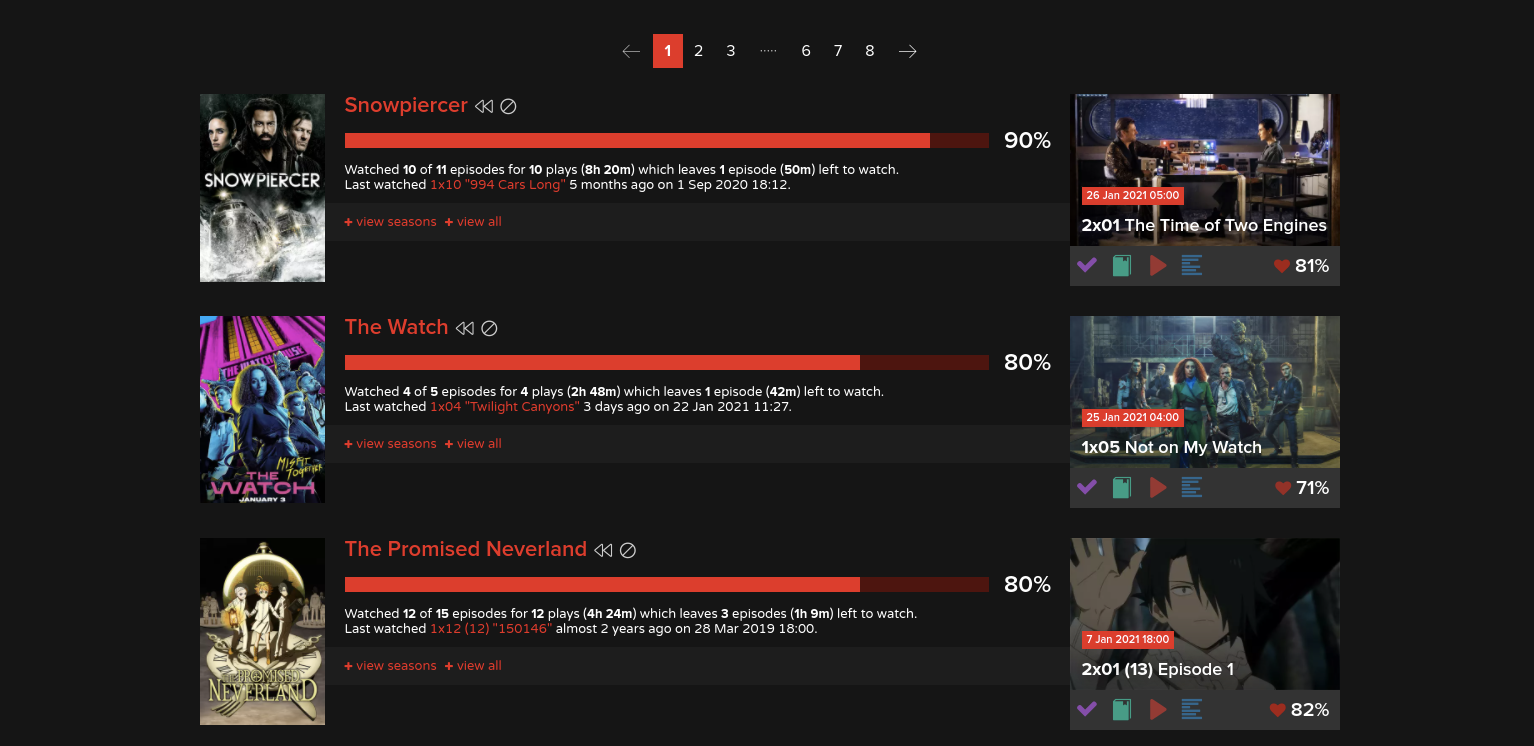 1 2 3 ····· 6 7 8
SNOWPIERCER
Snowpiercer
90%
Watched 10 of 11 episodes for 10 plays (8h 20m) which leaves 1 episode (50m) left to watch.
Last watched 1x10 "994 Cars Long" 5 months ago on 1 Sep 2020 18:12.
+ view seasons + view all
26 Jan 2021 05:00
2x01 The Time of Two Engines
81%
THE WATCH HOUSE
MISFIT
TOGETHER
THE
WATCH
JANUARY 3
The Watch
80%
Watched 4 of 5 episodes for 4 plays (2h 48m) which leaves 1 episode (42m) left to watch.
Last watched 1x04 "Twilight Canyons" 3 days ago on 22 Jan 2021 11:27.
+ view seasons + view all
25 Jan 2021 04:00
1x05 Not on My Watch
71%
THE PROMISED
NEVERLAND
The Promised Neverland
80%
Watched 12 of 15 episodes for 12 plays (4h 24m) which leaves 3 episodes (1h 9m) left to watch.
Last watched 1x12 (12) "150146" almost 2 years ago on 28 Mar 2019 18:00.
+ view seasons + view all
7 Jan 2021 18:00
2x01 (13) Episode 1
82%